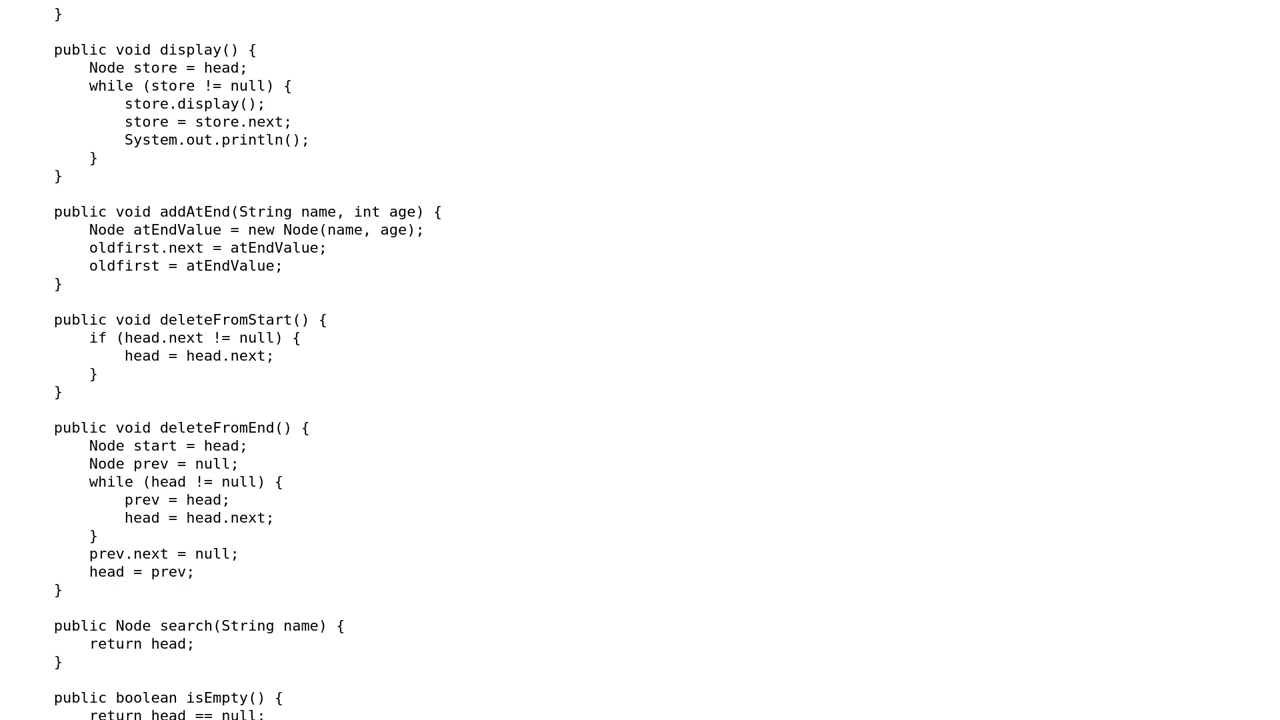 }
public void display() {
Node store = head;
while (store != null) {
store.display();
store = store.next;
System.out.println();
}
}
public void addAtEnd(String name, int age) {
Node atEndValue = new Node(name, age);
oldfirst.next = atEndValue;
oldfirst = atEndValue;
}
public void deleteFromStart() {
if (head.next != null) {
head = head.next;
}
}
public void deleteFromEnd() {
Node start = head;
Node prev = null;
while (head != null) {
prev = head;
head = head.next;
}
prev.next = null;
head = prev;
}
public Node search(String name) {
return head;
}
public boolean isEmpty() {
return head == null;